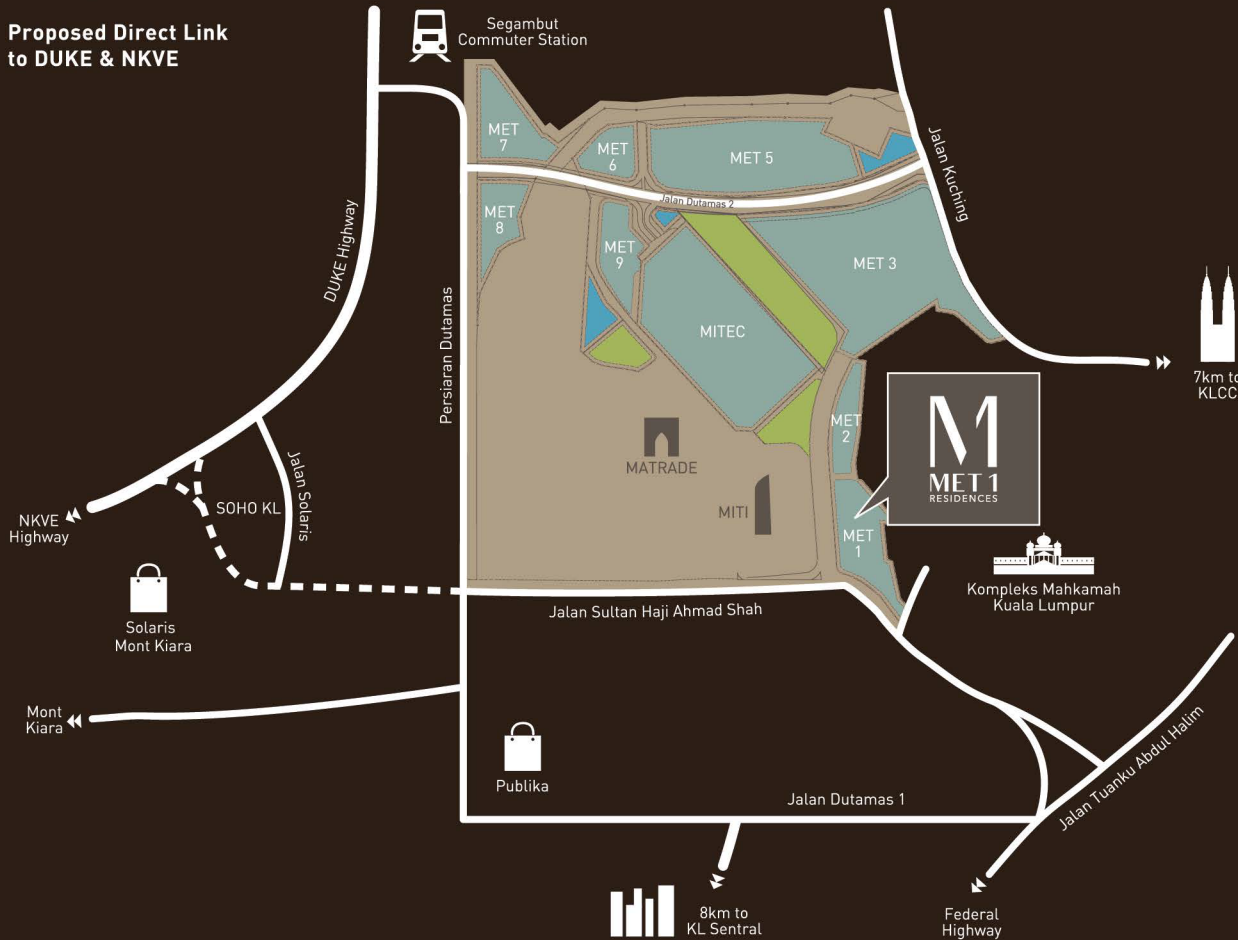 Proposed Direct Link
to DUKE & NKVE
Segambut
Commuter Station
MET
7
MET
6
MET 5
Jalan Kuching
Jalan Dutamas 2
MET
8
MET
9
MET 3
DUKE Highway
Persiaran Dutamas
MITEC
7km to
KLCC
M
MET 1
RESIDENCES
MET
2
MATRADE
MITI
MET
1
Jalan Solaris
SOHO KL
NKVE
Highway
Kompleks Mahkamah
Kuala Lumpur
Jalan Sultan Haji Ahmad Shah
Solaris
Mont Kiara
Mont
Kiara
Publika
Jalan Dutamas 1
Jalan Tuanku Abdul Halim
8km to
KL Sentral
Federal
Highway